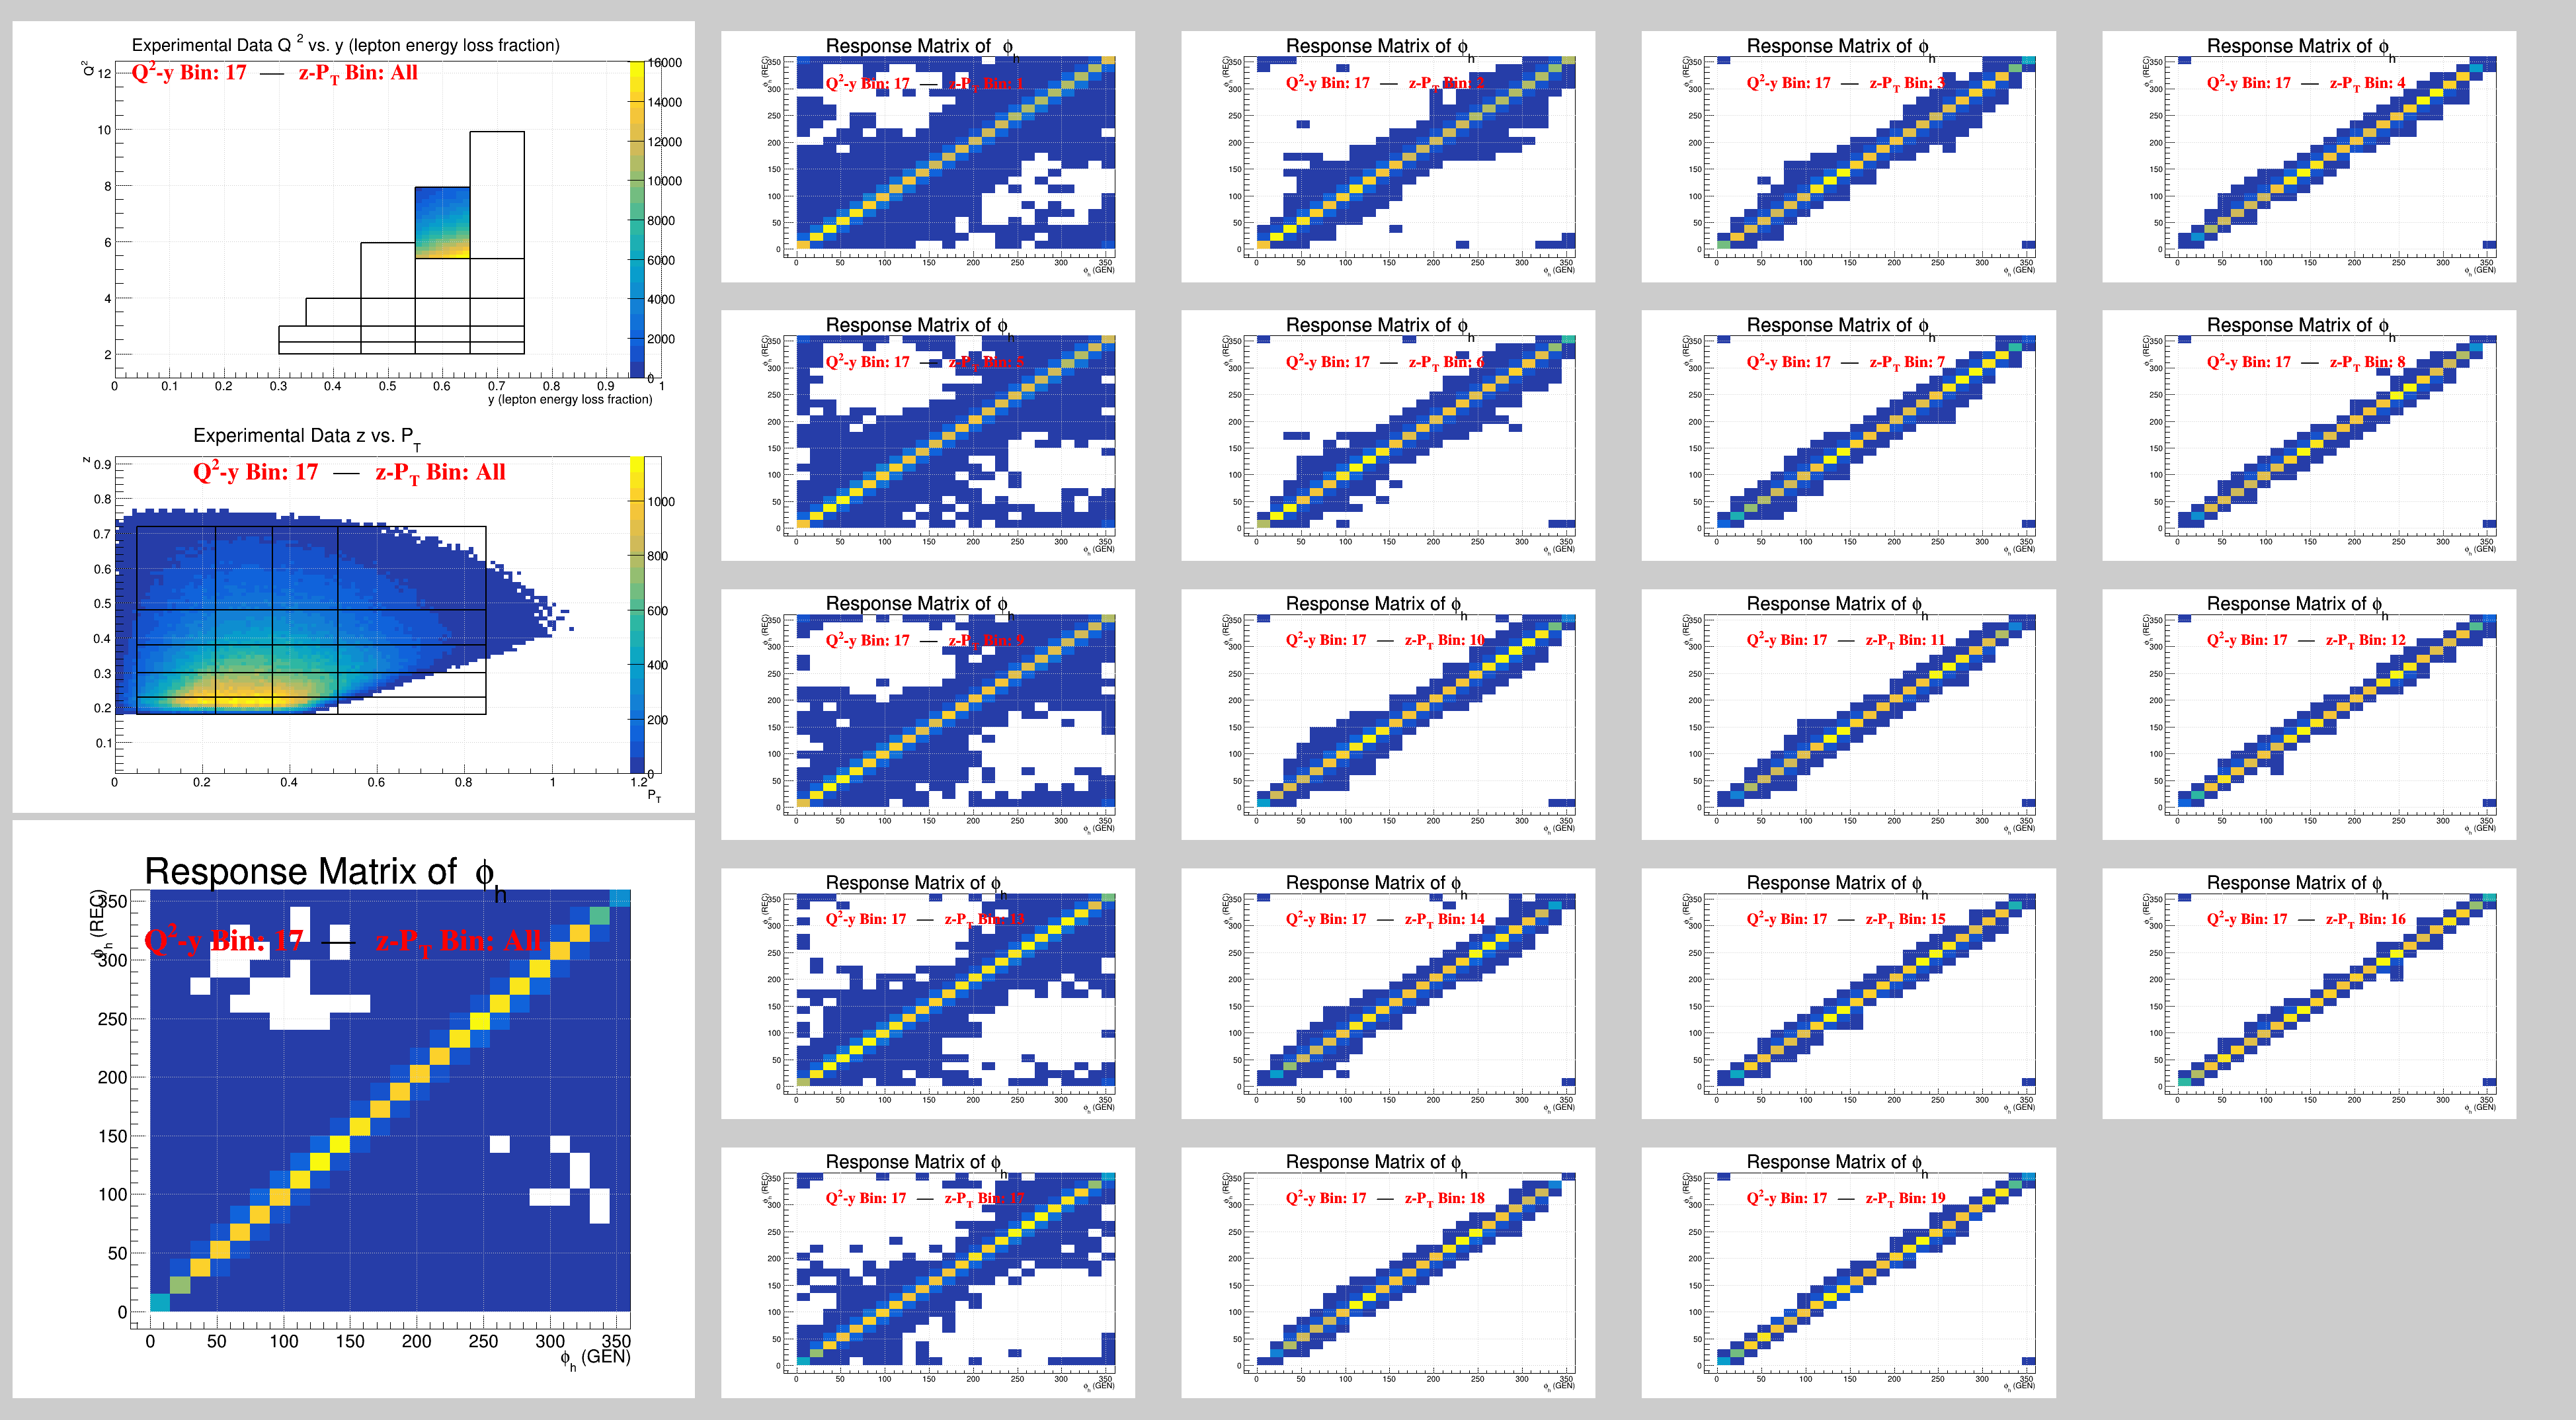 Experimental Data Q 2 vs. y (lepton energy loss fraction)
Q2-y Bin: 17 — z-PT Bin: All
Q2
12
10
8
6
4
2
0 0.1 0.2 0.3 0.4 0.5 0.6 0.7 0.8 0.9 1
y (lepton energy loss fraction)
16000
14000
12000
10000
8000
6000
4000
2000
0
Experimental Data z vs. PT
Q2-y Bin: 17 — z-PT Bin: All
z
0.9
0.8
0.7
0.6
0.5
0.4
0.3
0.2
0.1
0 0.2 0.4 0.6 0.8 1 1.2
PT
1000
800
600
400
200
0
Response Matrix of ϕh
Q2-y Bin: 17 — z-PT Bin: All
ϕh (REC)
350
300
250
200
150
100
50
0
0 50 100 150 200 250 300 350
ϕh (GEN)
Response Matrix of ϕh
Q2-y Bin: 17 — z-PT Bin: 1
Response Matrix of ϕh
Q2-y Bin: 17 — z-PT Bin: 2
Response Matrix of ϕh
Q2-y Bin: 17 — z-PT Bin: 3
Response Matrix of ϕh
Q2-y Bin: 17 — z-PT Bin: 4
Response Matrix of ϕh
Q2-y Bin: 17 — z-PT Bin: 5
Response Matrix of ϕh
Q2-y Bin: 17 — z-PT Bin: 6
Response Matrix of ϕh
Q2-y Bin: 17 — z-PT Bin: 7
Response Matrix of ϕh
Q2-y Bin: 17 — z-PT Bin: 8
Response Matrix of ϕh
Q2-y Bin: 17 — z-PT Bin: 9
Response Matrix of ϕh
Q2-y Bin: 17 — z-PT Bin: 10
Response Matrix of ϕh
Q2-y Bin: 17 — z-PT Bin: 11
Response Matrix of ϕh
Q2-y Bin: 17 — z-PT Bin: 12
Response Matrix of ϕh
Q2-y Bin: 17 — z-PT Bin: 13
Response Matrix of ϕh
Q2-y Bin: 17 — z-PT Bin: 14
Response Matrix of ϕh
Q2-y Bin: 17 — z-PT Bin: 15
Response Matrix of ϕh
Q2-y Bin: 17 — z-PT Bin: 16
Response Matrix of ϕh
Q2-y Bin: 17 — z-PT Bin: 17
Response Matrix of ϕh
Q2-y Bin: 17 — z-PT Bin: 18
Response Matrix of ϕh
Q2-y Bin: 17 — z-PT Bin: 19